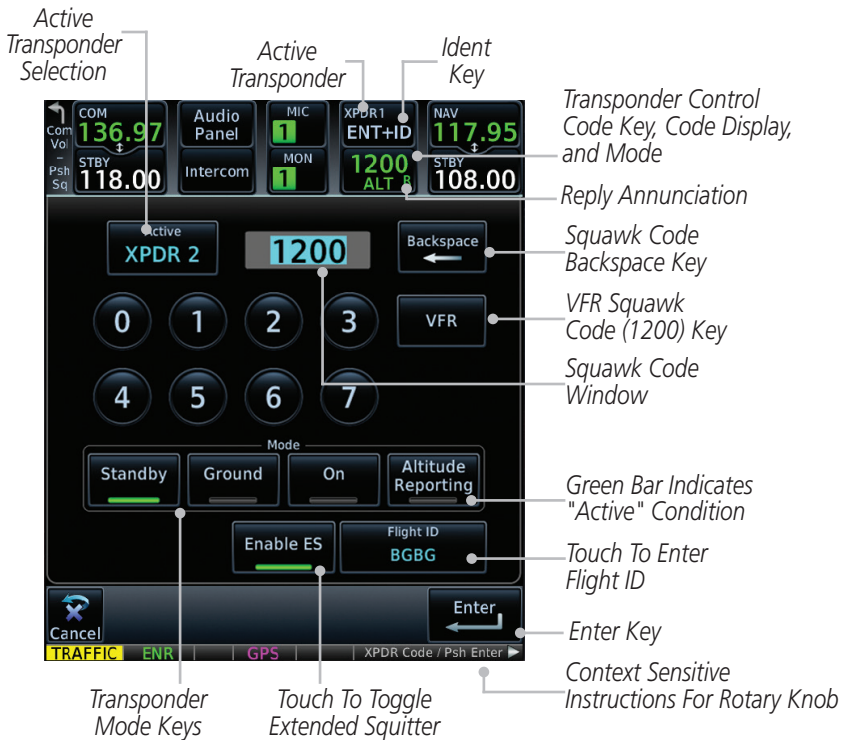 Active
Transponder
Selection
Active
Transponder
Ident
Key
Com
Vol
–
Psh
Sq
COM
136.97
STBY
118.00
Audio
Panel
Intercom
MIC
1
MON
1
XPDR1
ENT+ID
1200
ALT R
NAV
117.95
STBY
108.00
Transponder Control
Code Key, Code Display,
and Mode
Reply Annunciation
Active
XPDR 2
1200
Backspace
Squawk Code
Backspace Key
0 1 2 3
VFR
VFR Squawk
Code (1200) Key
Squawk Code
Window
4 5 6 7
Mode
Standby
Ground
On
Altitude
Reporting
Green Bar Indicates
"Active" Condition
Enable ES
Flight ID
BGBG
Touch To Enter
Flight ID
Cancel
Enter
Enter Key
TRAFFIC ENR GPS XPDR Code / Psh Enter
Context Sensitive
Instructions For Rotary Knob
Transponder
Mode Keys
Touch To Toggle
Extended Squitter